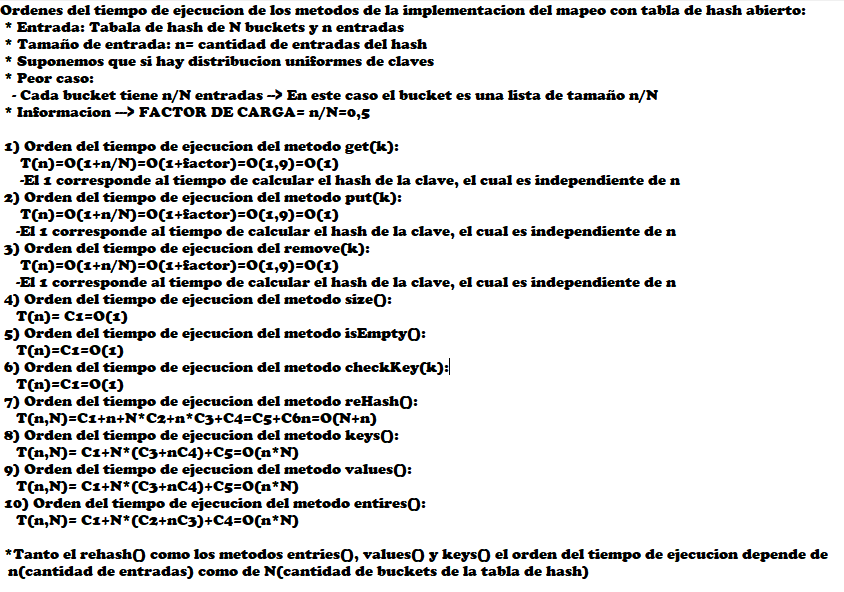 Ordenes del tiempo de ejecucion de los metodos de la implementacion del mapeo con tabla de hash abierto:
* Entrada: Tabala de hash de N buckets y n entradas
* Tamaño de entrada: n= cantidad de entradas del hash
* Suponemos que si hay distribucion uniformes de claves
* Peor caso:
- Cada bucket tiene n/N entradas --> En este caso el bucket es una lista de tamaño n/N
* Informacion ---> FACTOR DE CARGA= n/N=0,5
1) Orden del tiempo de ejecucion del metodo get(k):
T(n)=O(1+n/N)=O(1+factor)=O(1,9)=O(1)
-El 1 corresponde al tiempo de calcular el hash de la clave, el cual es independiente de n
2) Orden del tiempo de ejecucion del metodo put(k):
T(n)=O(1+n/N)=O(1+factor)=O(1,9)=O(1)
-El 1 corresponde al tiempo de calcular el hash de la clave, el cual es independiente de n
3) Orden del tiempo de ejecucion del remove(k):
T(n)=O(1+n/N)=O(1+factor)=O(1,9)=O(1)
-El 1 corresponde al tiempo de calcular el hash de la clave, el cual es independiente de n
4) Orden del tiempo de ejecucion del metodo size():
T(n)= C1=O(1)
5) Orden del tiempo de ejecucion del metodo isEmpty():
T(n)=C1=O(1)
6) Orden del tiempo de ejecucion del metodo checkKey(k):
T(n)=C1=O(1)
7) Orden del tiempo de ejecucion del metodo reHash():
T(n,N)=C1+n+N*C2+n*C3+C4=C5+C6n=O(N+n)
8) Orden del tiempo de ejecucion del metodo keys():
T(n,N)= C1+N*(C3+nC4)+C5=O(n*N)
9) Orden del tiempo de ejecucion del metodo values():
T(n,N)= C1+N*(C3+nC4)+C5=O(n*N)
10) Orden del tiempo de ejecucion del metodo entires():
T(n,N)= C1+N*(C2+nC3)+C4=O(n*N)
*Tanto el rehash() como los metodos entries(), values() y keys() el orden del tiempo de ejecucion depende de
n(cantidad de entradas) como de N(cantidad de buckets de la tabla de hash)